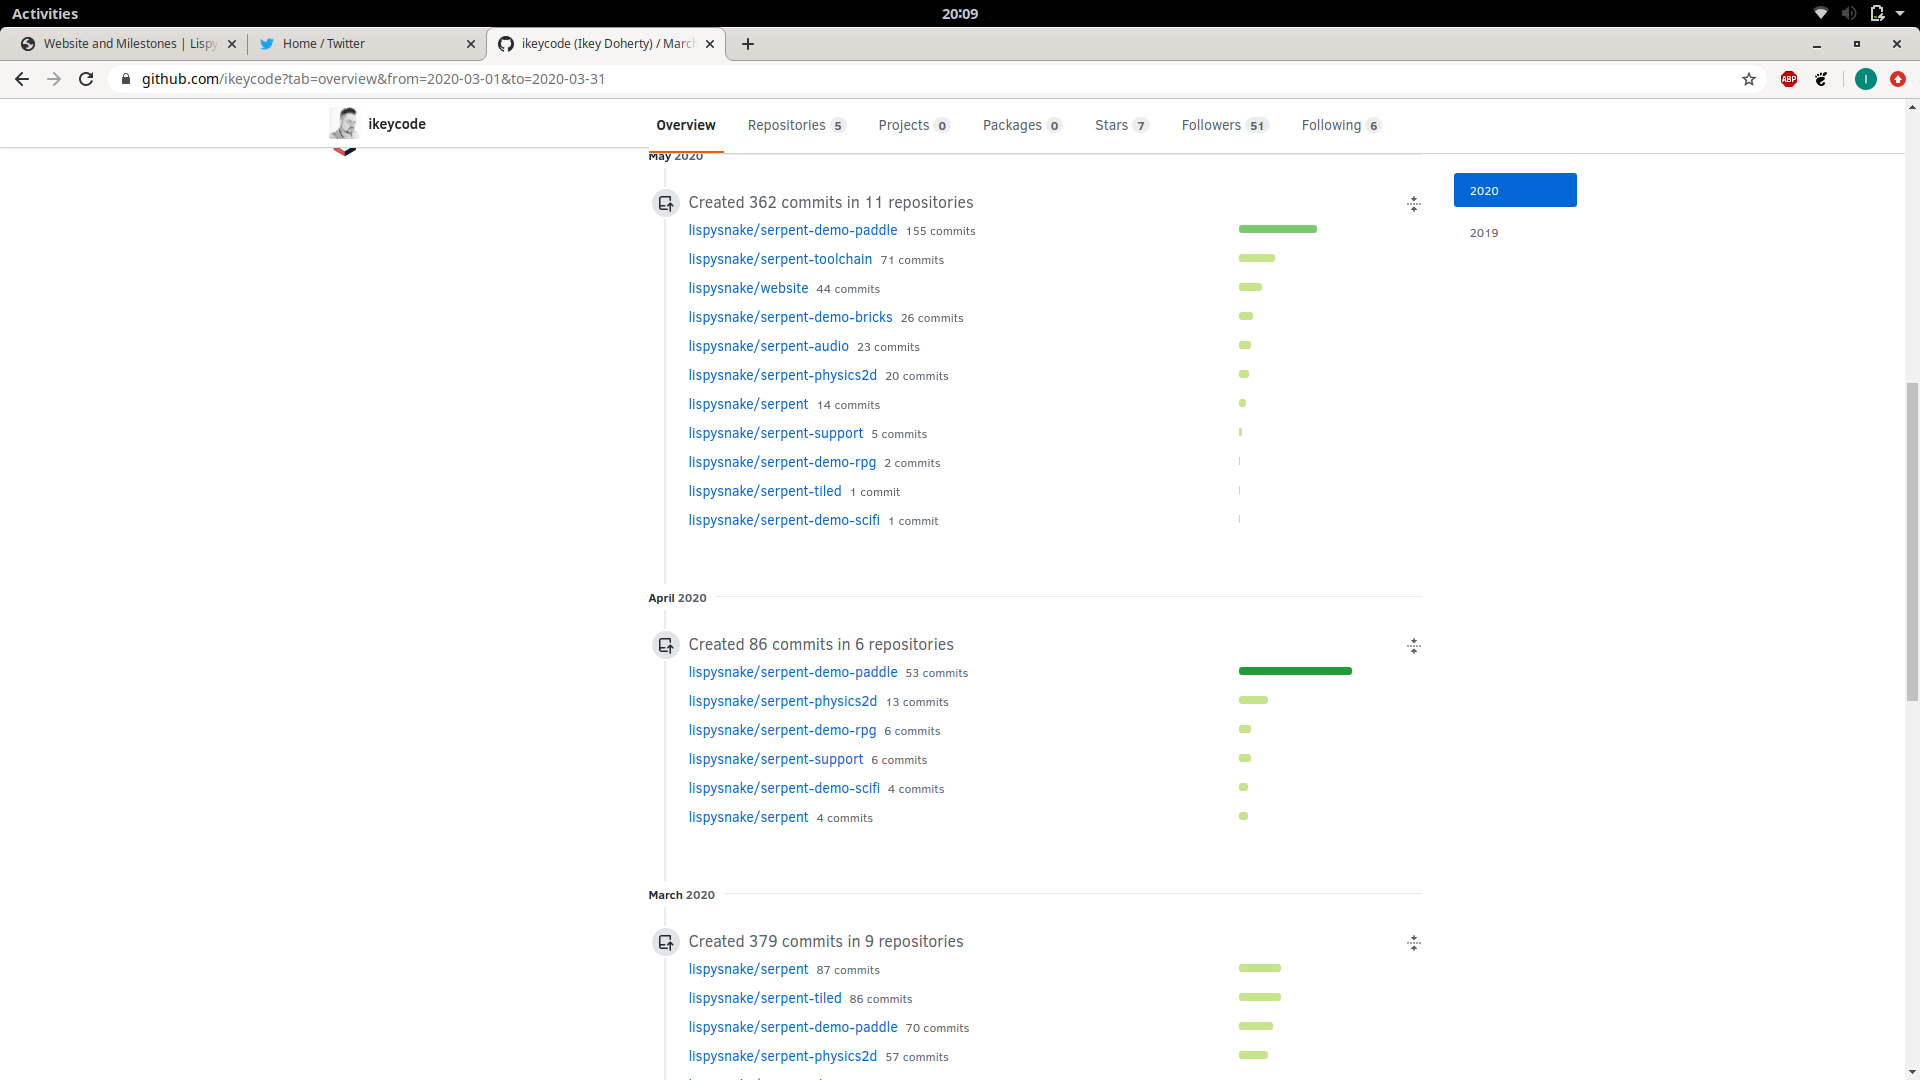 Activities
20:09
Website and Milestones | Lispy
Home / Twitter
ikeycode (Ikey Doherty) / Marc
github.com/ikeycode?tab=overview&from=2020-03-01&to=2020-03-31
ABP
I
ikeycode
Overview
Repositories 5
Projects 0
Packages 0
Stars 7
Followers 51
Following 6
May 2020
2020
2019
Created 362 commits in 11 repositories
lispysnake/serpent-demo-paddle 155 commits
lispysnake/serpent-toolchain 71 commits
lispysnake/website 44 commits
lispysnake/serpent-demo-bricks 26 commits
lispysnake/serpent-audio 23 commits
lispysnake/serpent-physics2d 20 commits
lispysnake/serpent 14 commits
lispysnake/serpent-support 5 commits
lispysnake/serpent-demo-rpg 2 commits
lispysnake/serpent-tiled 1 commit
lispysnake/serpent-demo-scifi 1 commit
April 2020
Created 86 commits in 6 repositories
lispysnake/serpent-demo-paddle 53 commits
lispysnake/serpent-physics2d 13 commits
lispysnake/serpent-demo-rpg 6 commits
lispysnake/serpent-support 6 commits
lispysnake/serpent-demo-scifi 4 commits
lispysnake/serpent 4 commits
March 2020
Created 379 commits in 9 repositories
lispysnake/serpent 87 commits
lispysnake/serpent-tiled 86 commits
lispysnake/serpent-demo-paddle 70 commits
lispysnake/serpent-physics2d 57 commits